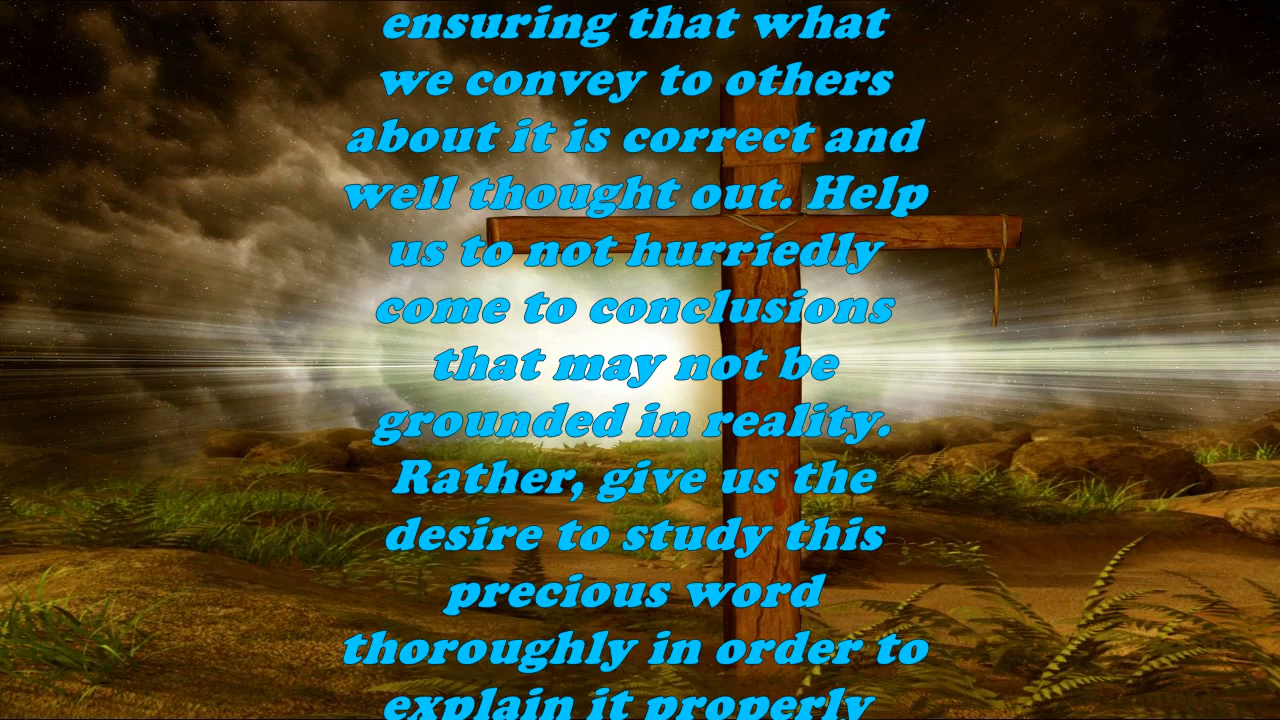 ensuring that what
we convey to others
about it is correct and
well thought out. Help
us to not hurriedly
come to conclusions
that may not be
grounded in reality.
Rather, give us the
desire to study this
precious word
thoroughly in order to
explain it properly